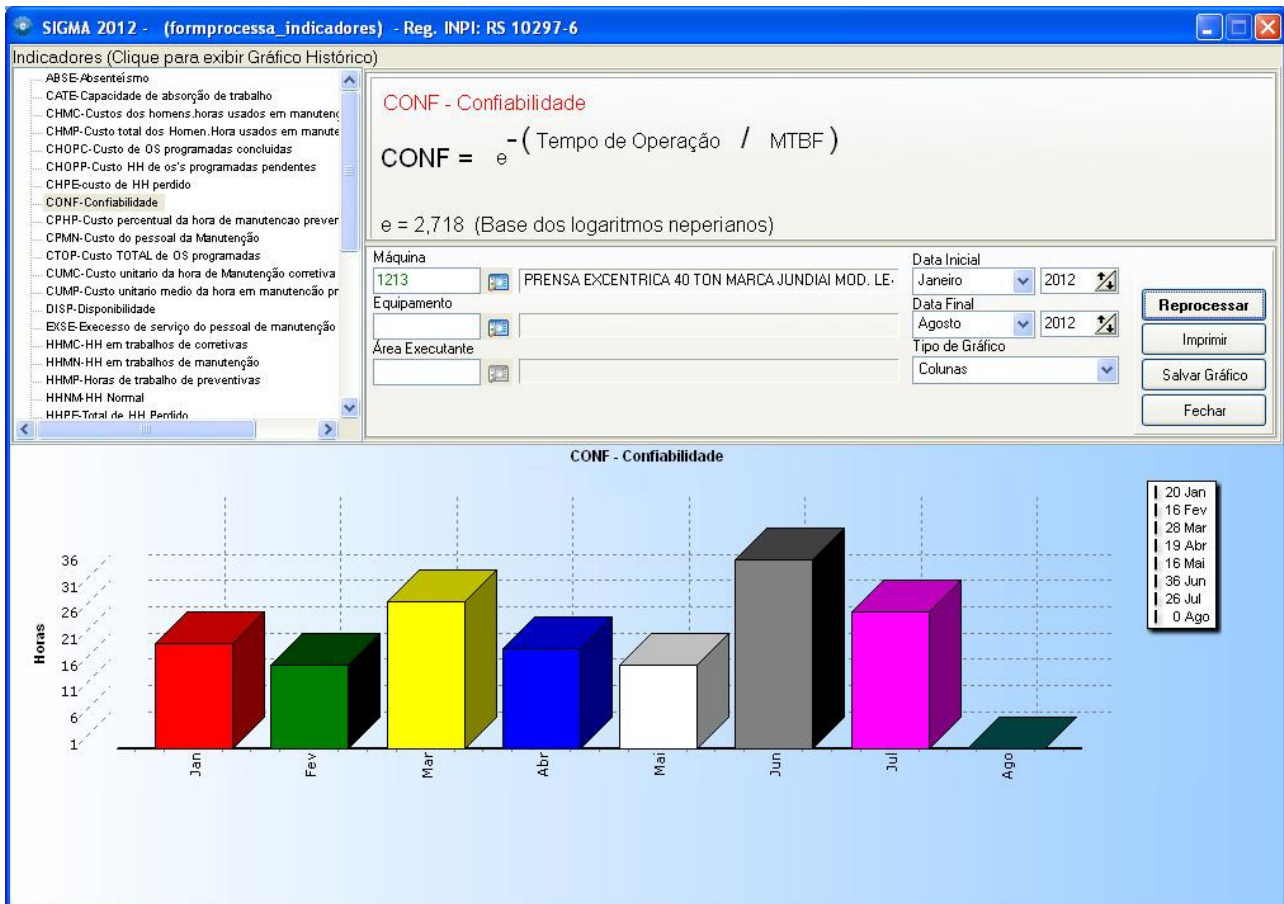 SIGMA 2012 - (formprocessa_indicadores) - Reg. INPI: RS 10297-6
Indicadores (Clique para exibir Gráfico Histórico)
ABSE-Absenteísmo
CATE-Capacidade de absorção de trabalho
CHMC-Custos dos homens.horas usados em manutenç
CHMP-Custo total dos Homen.Hora usados em manute
CHOPC-Custo de OS programadas concluidas
CHOPP-Custo HH de os's programadas pendentes
CHPE-custo de HH perdido
CONF-Confiabilidade
CPHP-Custo percentual da hora de manutencao prever
CPMN-Custo do pessoal da Manutenção
CTOP-Custo TOTAL de OS programadas
CUMC-Custo unitario da hora de Manutenção corretiva
CUMP-Custo unitario medio da hora em manutencão pr
DISP-Disponibilidade
EXSE-Execesso de serviço do pessoal de manutenção
HHMC-HH em trabalhos de corretivas
HHMN-HH em trabalhos de manutenção
HHMP-Horas de trabalho de preventivas
HHNM-HH Normal
HHPE-Total de HH Perdido
CONF - Confiabilidade
CONF = e -( Tempo de Operação / MTBF )
e = 2,718 (Base dos logaritmos neperianos)
Máquina
1213 PRENSA EXCENTRICA 40 TON MARCA JUNDIAI MOD. LE-
Equipamento
Área Executante
Data Inicial
Janeiro 2012
Data Final
Agosto 2012
Tipo de Gráfico
Colunas
Reprocessar
Imprimir
Salvar Gráfico
Fechar
CONF - Confiabilidade
Horas
36
31
26
21
16
11
6
1
Jan
Fev
Mar
Abr
Mai
Jun
Jul
Ago
20 Jan
16 Fev
28 Mar
19 Abr
16 Mai
36 Jun
26 Jul
0 Ago